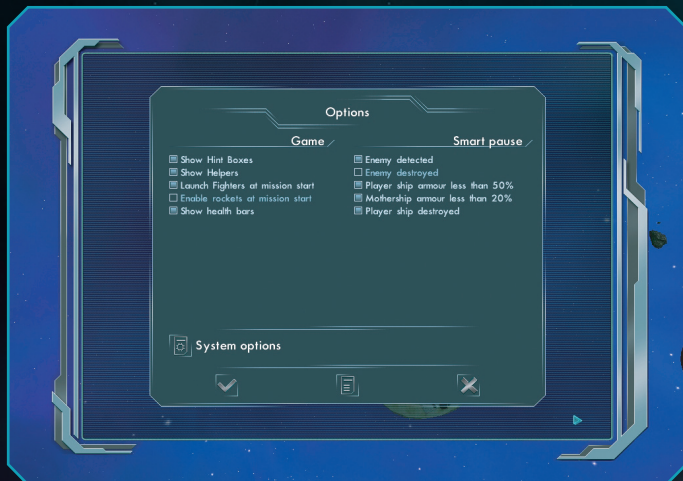 Options
Game
Show Hint Boxes
Show Helpers
Launch Fighters at mission start
Enable rockets at mission start
Show health bars
Smart pause
Enemy detected
Enemy destroyed
Player ship armour less than 50%
Mothership armour less than 20%
Player ship destroyed
System options